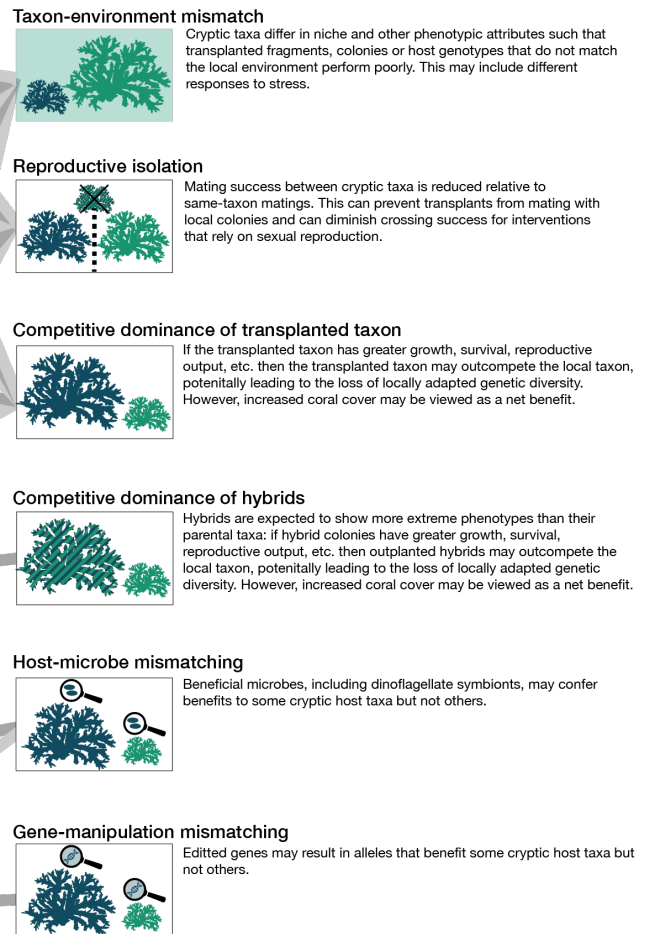 Taxon-environment mismatch
Cryptic taxa differ in niche and other phenotypic attributes such that
transplanted fragments, colonies or host genotypes that do not match
the local environment perform poorly. This may include different
responses to stress.
Reproductive isolation
Mating success between cryptic taxa is reduced relative to
same-taxon matings. This can prevent transplants from mating with
local colonies and can diminish crossing success for interventions
that rely on sexual reproduction.
Competitive dominance of transplanted taxon
If the transplanted taxon has greater growth, survival, reproductive
output, etc. then the transplanted taxon may outcompete the local taxon,
potenitally leading to the loss of locally adapted genetic diversity.
However, increased coral cover may be viewed as a net benefit.
Competitive dominance of hybrids
Hybrids are expected to show more extreme phenotypes than their
parental taxa: if hybrid colonies have greater growth, survival,
reproductive output, etc. then outplanted hybrids may outcompete the
local taxon, potenitally leading to the loss of locally adapted genetic
diversity. However, increased coral cover may be viewed as a net benefit.
Host-microbe mismatching
Beneficial microbes, including dinoflagellate symbionts, may confer
benefits to some cryptic host taxa but not others.
Gene-manipulation mismatching
Editted genes may result in alleles that benefit some cryptic host taxa but
not others.